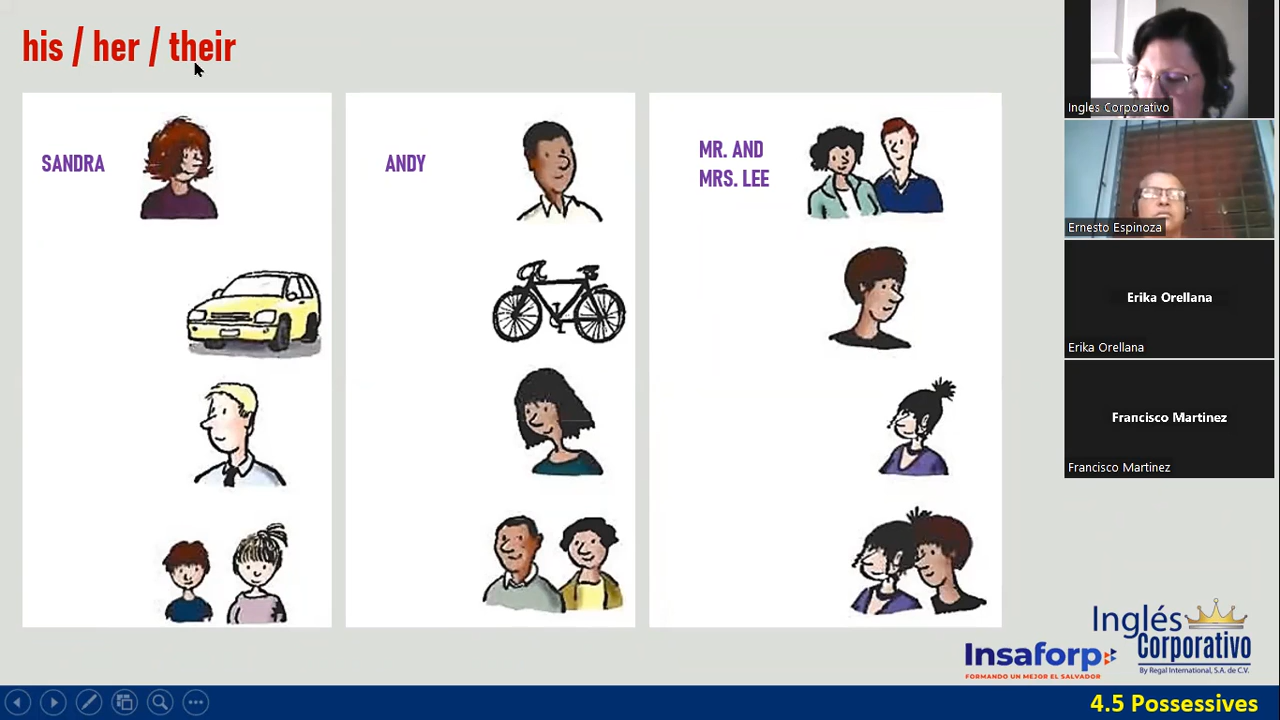 his / her / their
SANDRA
ANDY
MR. AND
MRS. LEE
Ingles Corporativo
Ernesto Espinoza
Erika Orellana
Erika Orellana
Francisco Martinez
Francisco Martinez
Insaforp
FORMANDO UN MEJOR EL SALVADOR
Inglés
Corporativo
By Regal International, S.A. de C.V.
4.5 Possessives